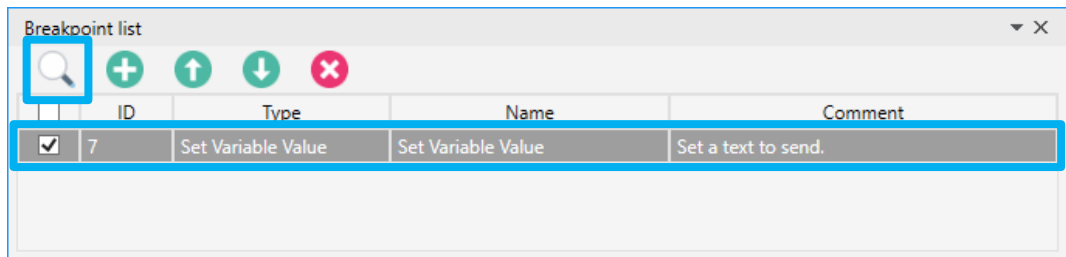 Breakpoint list
ID Type Name Comment
7 Set Variable Value Set Variable Value Set a text to send.